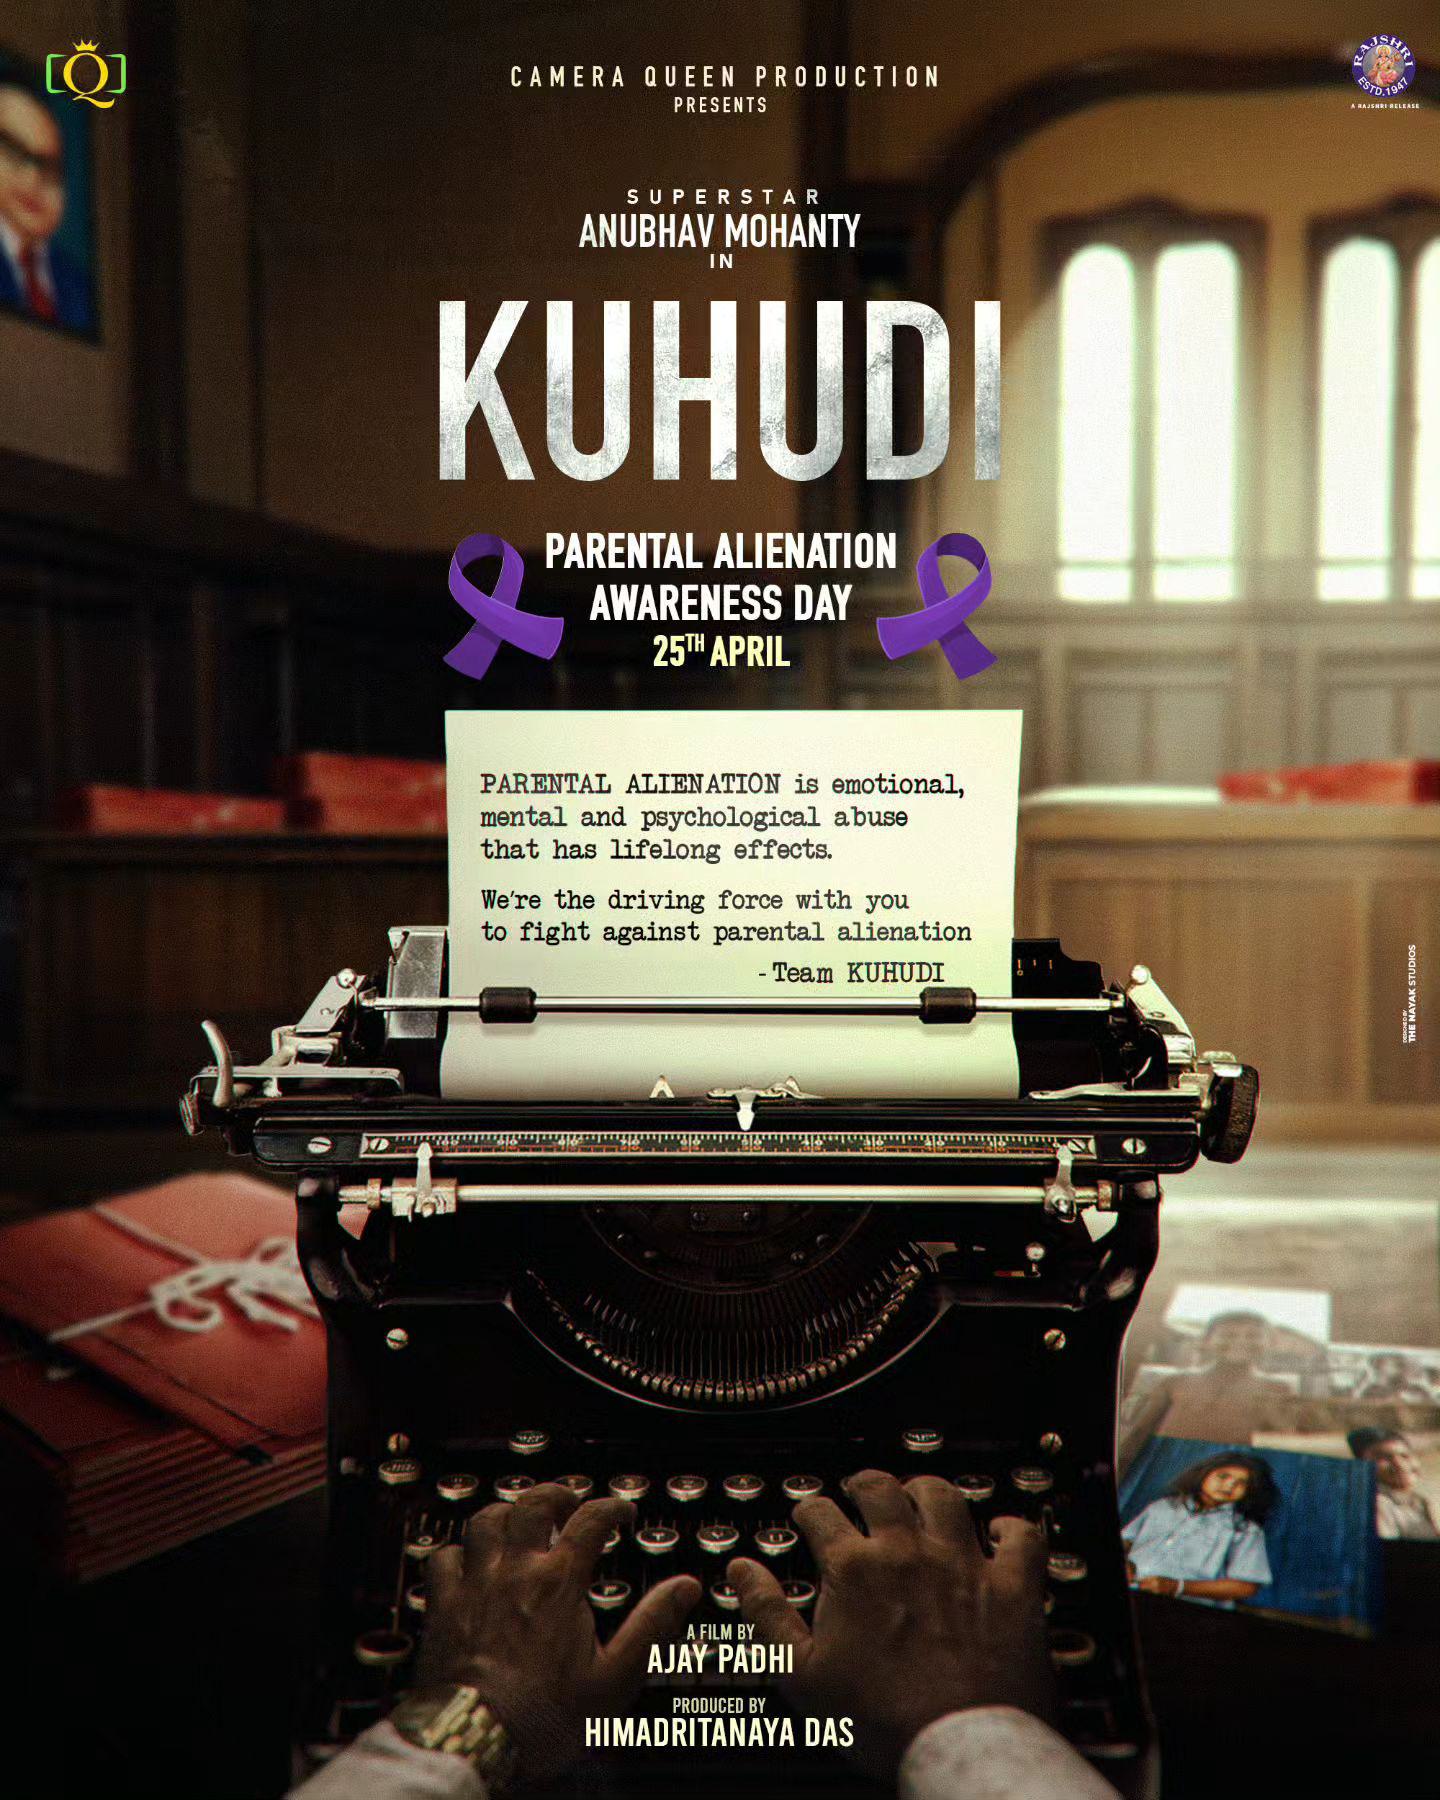 Q
CAMERA QUEEN PRODUCTION
PRESENTS
RAJSHRI
ESTD.1947
A RAJSHRI RELEASE
SUPERSTAR
ANUBHAV MOHANTY
IN
KUHUDI
PARENTAL ALIENATION
AWARENESS DAY
25TH APRIL
PARENTAL ALIENATION is emotional,
mental and psychological abuse
that has lifelong effects.
We're the driving force with you
to fight against parental alienation
-Team KUHUDI
DESIGNED BY
THE NAYAK STUDIOS
A FILM BY
AJAY PADHI
PRODUCED BY
HIMADRITANAYA DAS